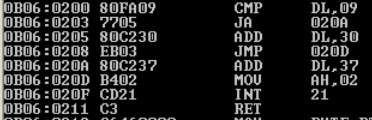 0B06:0200 80FA09 CMP DL,09
0B06:0203 7705 JA 020A
0B06:0205 80C230 ADD DL,30
0B06:0208 EB03 JMP 020D
0B06:020A 80C237 ADD DL,37
0B06:020D B402 MOV AH,02
0B06:020F CD21 INT 21
0B06:0211 C3 RET